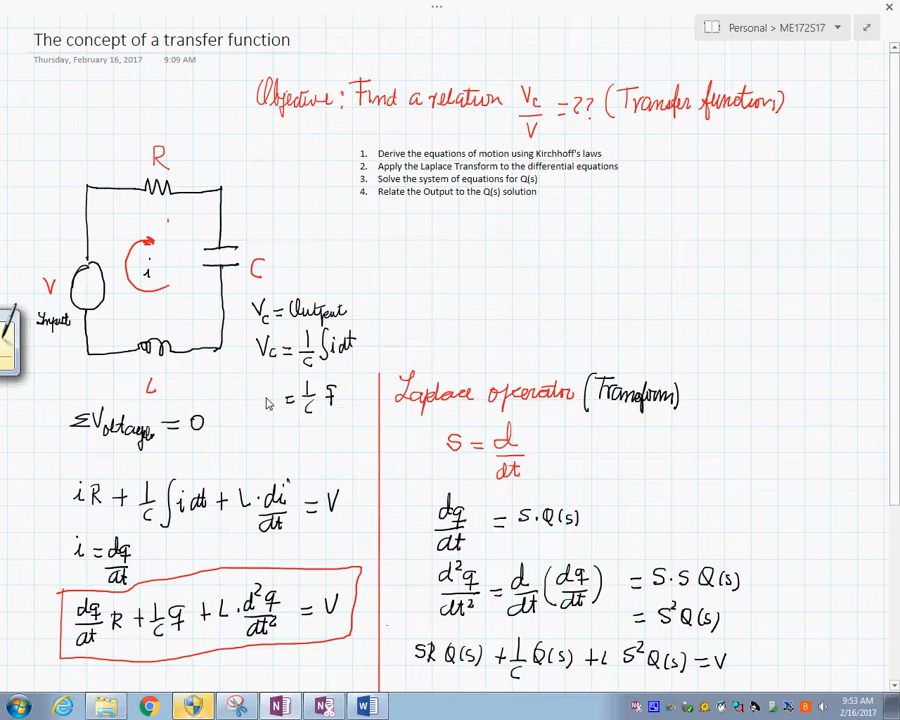 Personal > ME172S17
The concept of a transfer function
Thursday, February 16, 2017 9:09 AM
Objective: Find a relation Vc/V = ?? (Transfer function)
1. Derive the equations of motion using Kirchhoff's laws
2. Apply the Laplace Transform to the differential equations
3. Solve the system of equations for Q(s)
4. Relate the Output to the Q(s) solution
R
i
C
V
Input
L
Vc = Output
Vc = 1/C ∫ i dt
= 1/C q
ΣVoltages = 0
iR + 1/C ∫ i dt + L · di/dt = V
i = dq/dt
dq/dt R + 1/C q + L · d²q/dt² = V
Laplace operator (Transform)
S = d/dt
dq/dt = S·Q(s)
d²q/dt² = d/dt (dq/dt) = S·S Q(s)
= S² Q(s)
SR Q(s) + 1/C Q(s) + L S² Q(s) = V
9:53 AM
2/16/2017